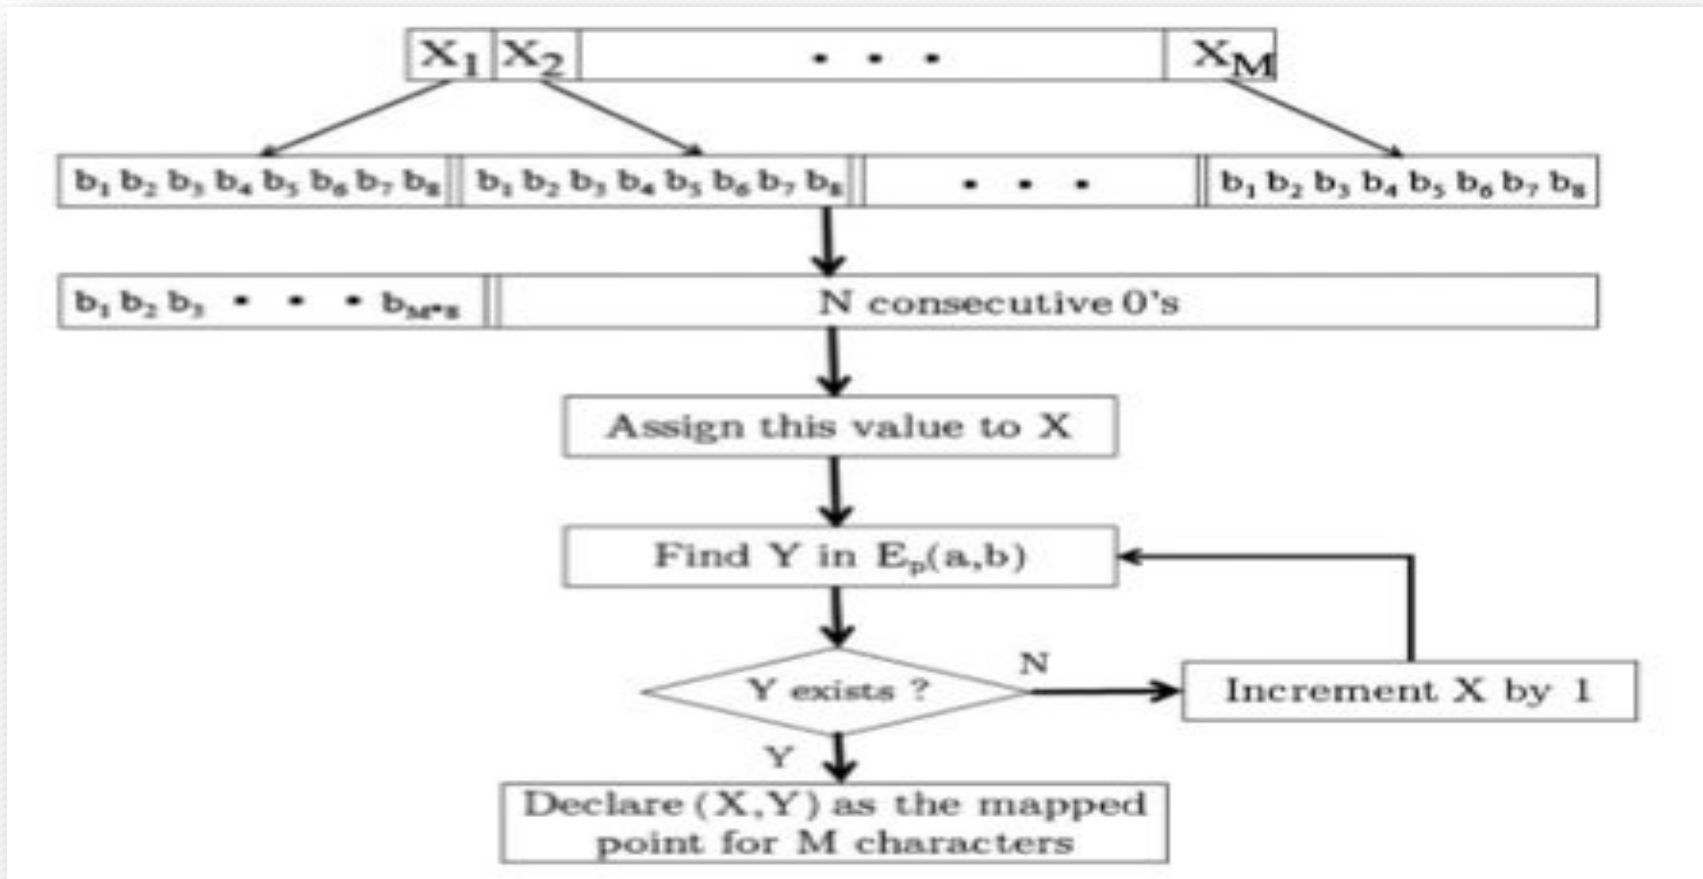 X₁ X₂ • • • X_M
b₁ b₂ b₃ b₄ b₅ b₆ b₇ b₈ b₁ b₂ b₃ b₄ b₅ b₆ b₇ b₈ • • • b₁ b₂ b₃ b₄ b₅ b₆ b₇ b₈
b₁ b₂ b₃ • • • b_M*8 N consecutive 0's
Assign this value to X
Find Y in Eₚ(a,b)
N
Y exists ?
Increment X by 1
Y
Declare (X,Y) as the mapped
point for M characters